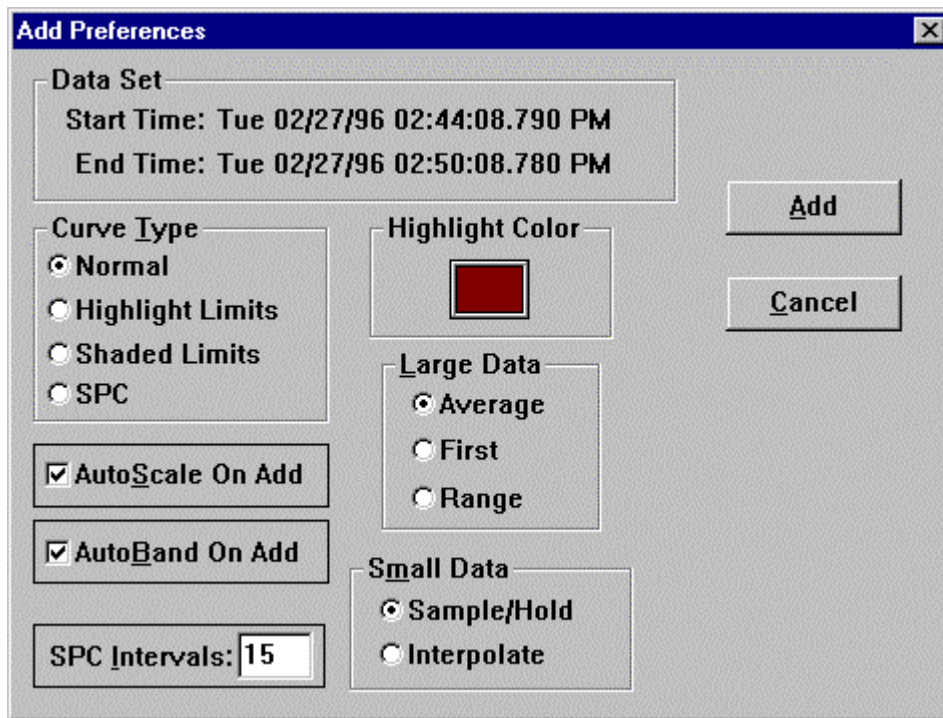 Add Preferences
Data Set
Start Time: Tue 02/27/96 02:44:08.790 PM
End Time: Tue 02/27/96 02:50:08.780 PM
Add
Cancel
Curve Type
Normal
Highlight Limits
Shaded Limits
SPC
Highlight Color
Large Data
Average
First
Range
AutoScale On Add
AutoBand On Add
Small Data
Sample/Hold
Interpolate
SPC Intervals: 15